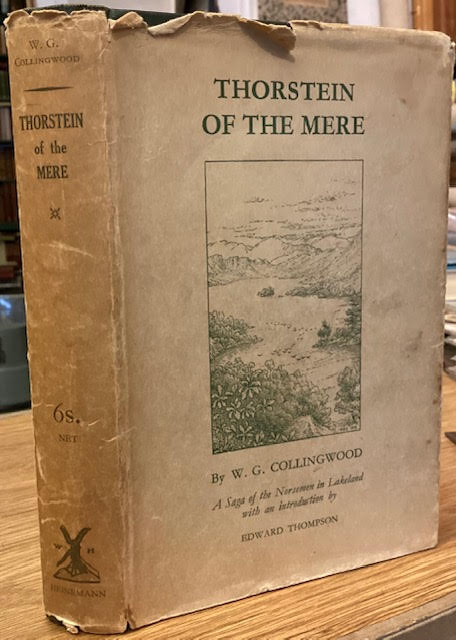 W. G.
COLLINGWOOD
THORSTEIN
of the
MERE
6s.
NET
W H
HEINEMANN
THORSTEIN
OF THE MERE
By W. G. COLLINGWOOD
A Saga of the Norsemen in Lakeland
with an Introduction by
EDWARD THOMPSON